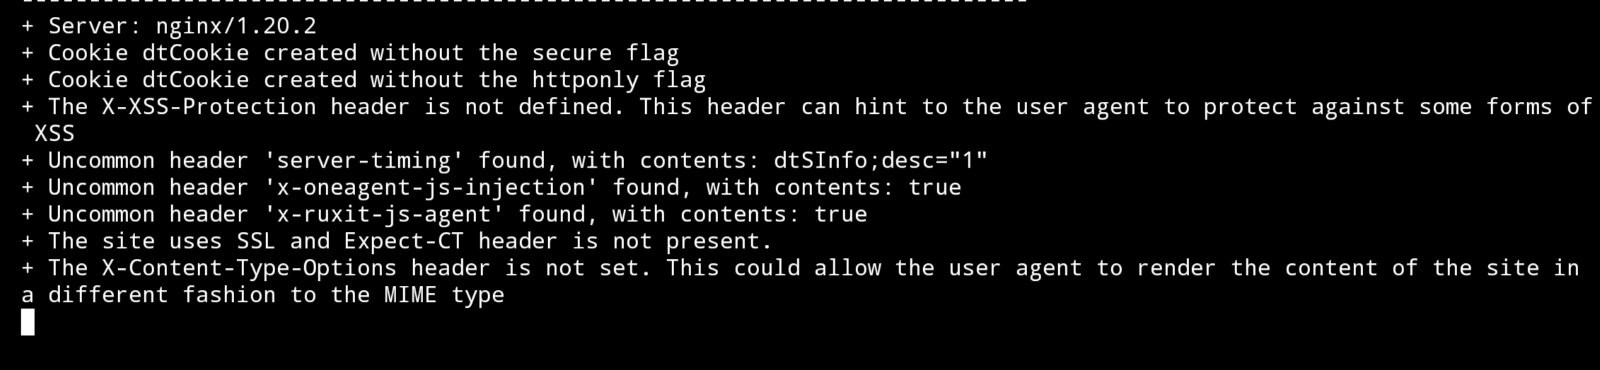 --------------------------------------------------------------------------
+ Server: nginx/1.20.2
+ Cookie dtCookie created without the secure flag
+ Cookie dtCookie created without the httponly flag
+ The X-XSS-Protection header is not defined. This header can hint to the user agent to protect against some forms of
XSS
+ Uncommon header 'server-timing' found, with contents: dtSInfo;desc="1"
+ Uncommon header 'x-oneagent-js-injection' found, with contents: true
+ Uncommon header 'x-ruxit-js-agent' found, with contents: true
+ The site uses SSL and Expect-CT header is not present.
+ The X-Content-Type-Options header is not set. This could allow the user agent to render the content of the site in
a different fashion to the MIME type